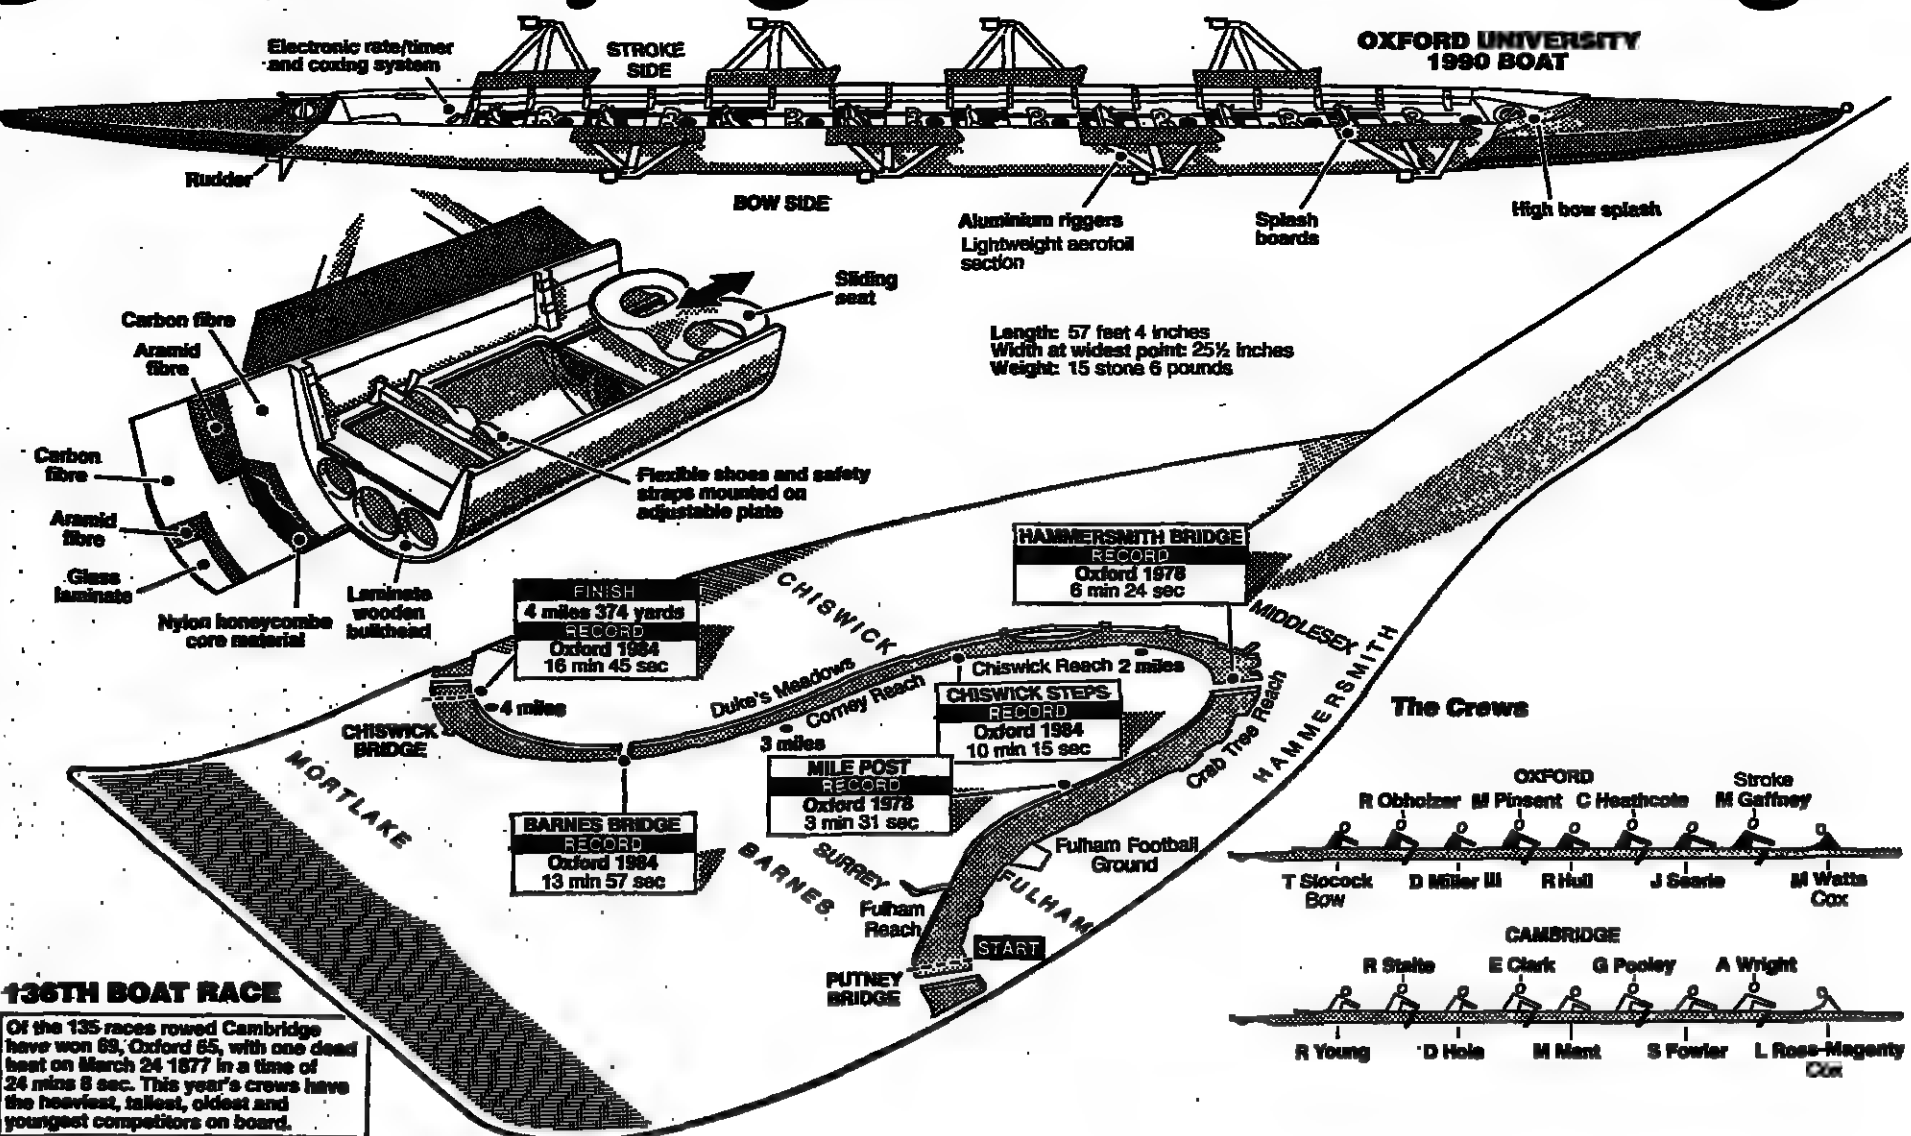 Electronic rate/timer
and coxing system
STROKE
SIDE
OXFORD UNIVERSITY
1990 BOAT
Rudder
BOW SIDE
Aluminium riggers
Lightweight aerofoil
section
Splash
boards
High bow splash
Sliding
seat
Carbon fibre
Aramid
fibre
Length: 57 feet 4 inches
Width at widest point: 25½ inches
Weight: 15 stone 6 pounds
Carbon
fibre
Aramid
fibre
Glass
laminate
Nylon honeycombe
core material
Laminate
wooden
bulkhead
Flexible shoes and safety
straps mounted on
adjustable plate
HAMMERSMITH BRIDGE
RECORD
Oxford 1978
6 min 24 sec
FINISH
4 miles 374 yards
RECORD
Oxford 1984
16 min 45 sec
CHISWICK
MIDDLESEX
HAMMERSMITH
Duke's Meadows
Corney Reach
Chiswick Reach 2 miles
CHISWICK STEPS
RECORD
Oxford 1984
10 min 15 sec
Crab Tree Reach
4 miles
CHISWICK
BRIDGE
3 miles
MORTLAKE
MILE POST
RECORD
Oxford 1978
3 min 31 sec
BARNES BRIDGE
RECORD
Oxford 1984
13 min 57 sec
BARNES
SURREY
Fulham Football
Ground
FULHAM
Fulham
Reach
START
PUTNEY
BRIDGE
The Crews
OXFORD
Stroke
R Obholzer M Pinsent C Heathcote M Gaffney
T Slocock D Miller III R Hull J Searle M Watts
Bow Cox
CAMBRIDGE
R Staite E Clark G Pooley A Wright
R Young D Hole M Mant S Fowler L Ross-Magenty
Cox
136TH BOAT RACE
Of the 135 races rowed Cambridge
have won 69, Oxford 65, with one dead
heat on March 24 1877 in a time of
24 mins 8 sec. This year's crews have
the heaviest, tallest, oldest and
youngest competitors on board.